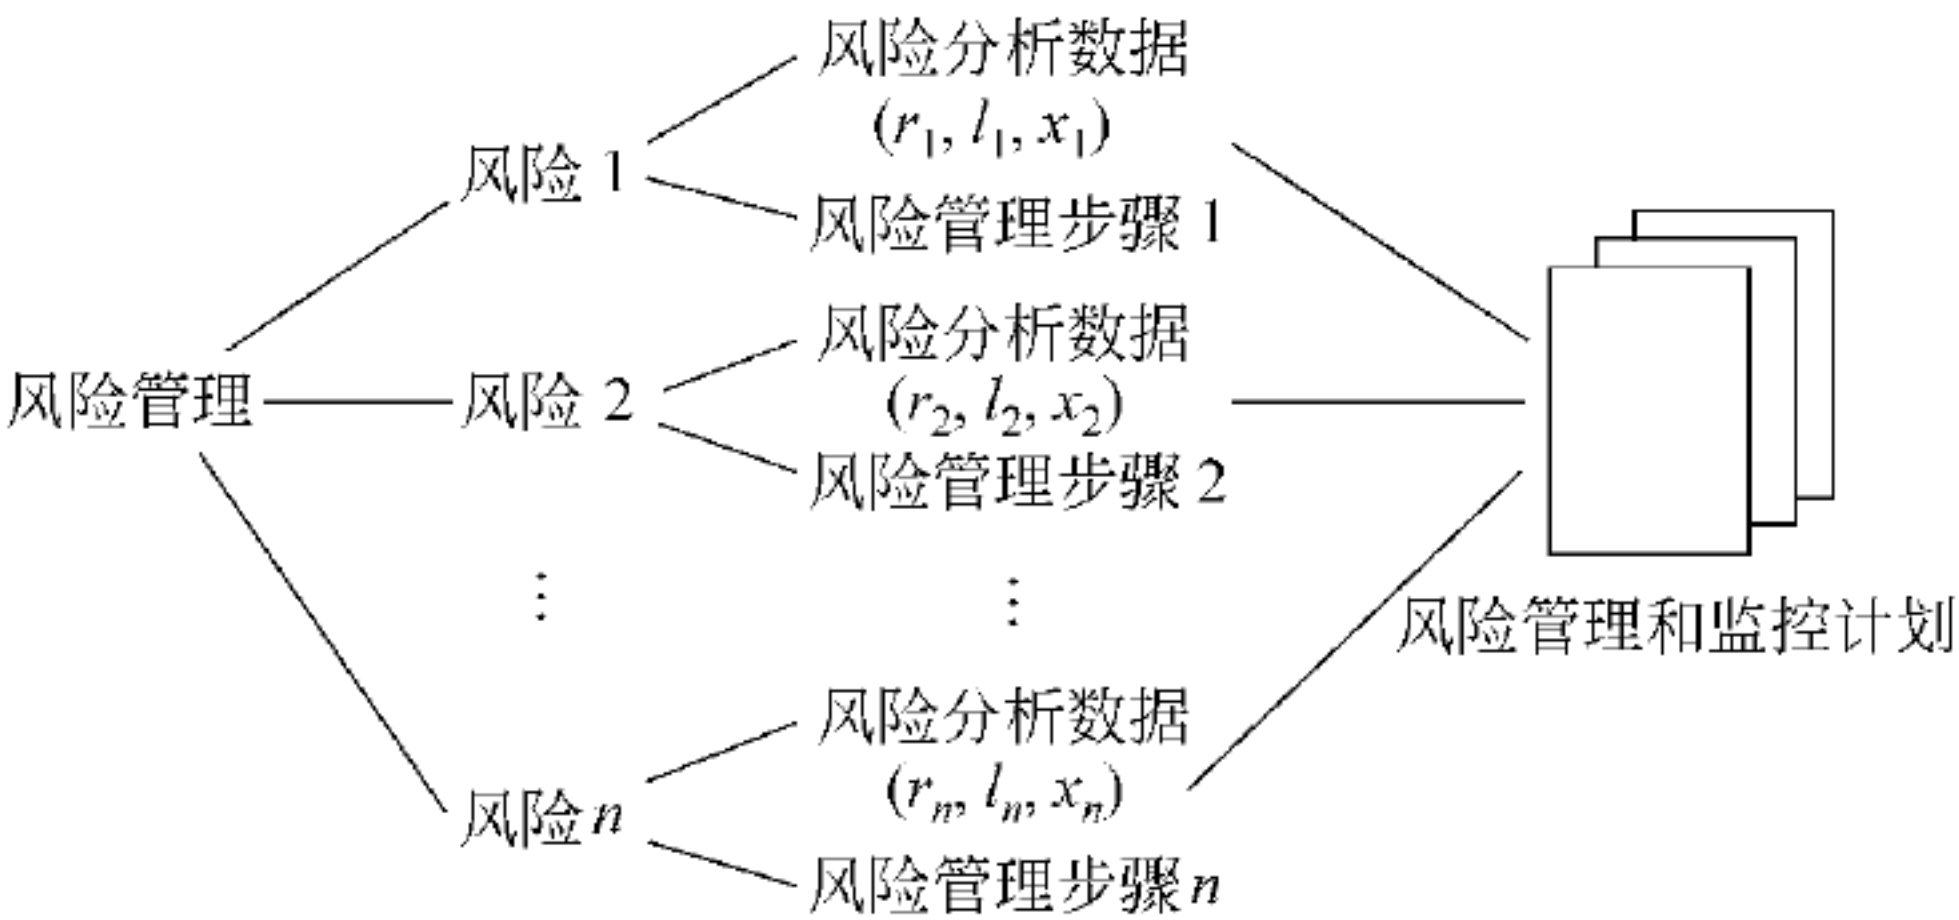 风险管理
风险 1
风险分析数据
(r₁, l₁, x₁)
风险管理步骤 1
风险 2
风险分析数据
(r₂, l₂, x₂)
风险管理步骤 2
⋮
⋮
风险 n
风险分析数据
(rₙ, lₙ, xₙ)
风险管理步骤 n
风险管理和监控计划